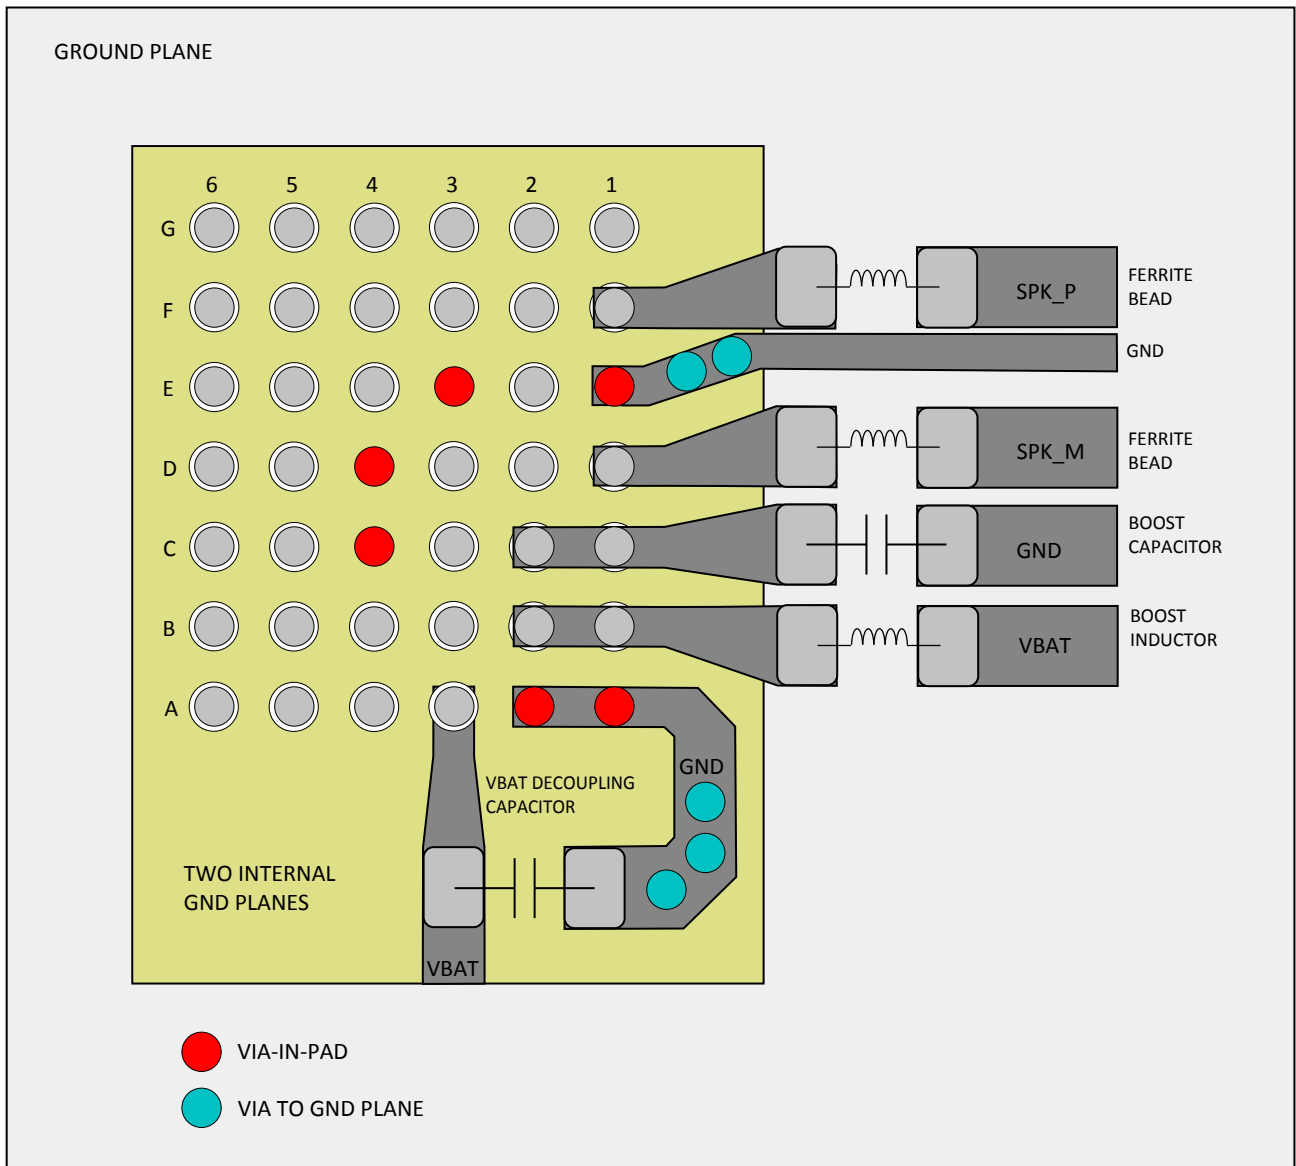 GROUND PLANE
6 5 4 3 2 1
G
F
E
D
C
B
A
SPK_P
FERRITE
BEAD
GND
SPK_M
FERRITE
BEAD
GND
BOOST
CAPACITOR
VBAT
BOOST
INDUCTOR
GND
VBAT DECOUPLING
CAPACITOR
TWO INTERNAL
GND PLANES
VBAT
VIA-IN-PAD
VIA TO GND PLANE